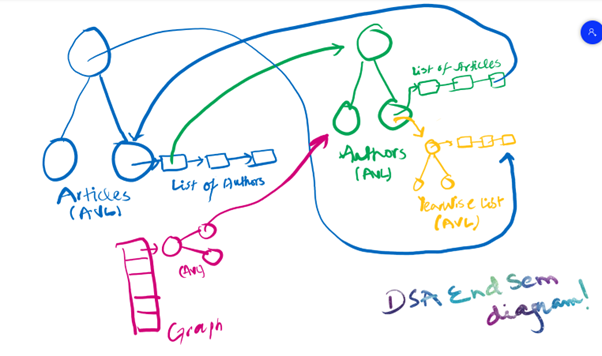 List of Articles
Articles
(AVL)
List of Authors
Authors
(AVL)
Yearwise list
(AVL)
(AVL)
Graph
DSA End Sem
diagram!